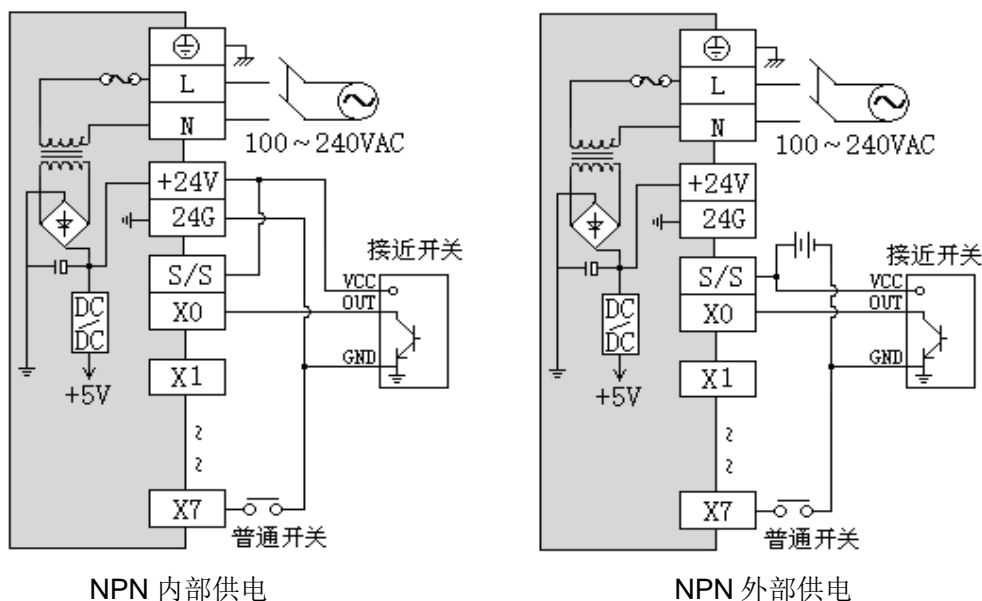 L
N
100～240VAC
+24V
24G
接近开关
S/S
VCC
X0
OUT
DC
DC
GND
X1
+5V
X7
普通开关
NPN 内部供电
L
N
100～240VAC
+24V
24G
接近开关
S/S
VCC
X0
OUT
DC
DC
GND
X1
+5V
X7
普通开关
NPN 外部供电